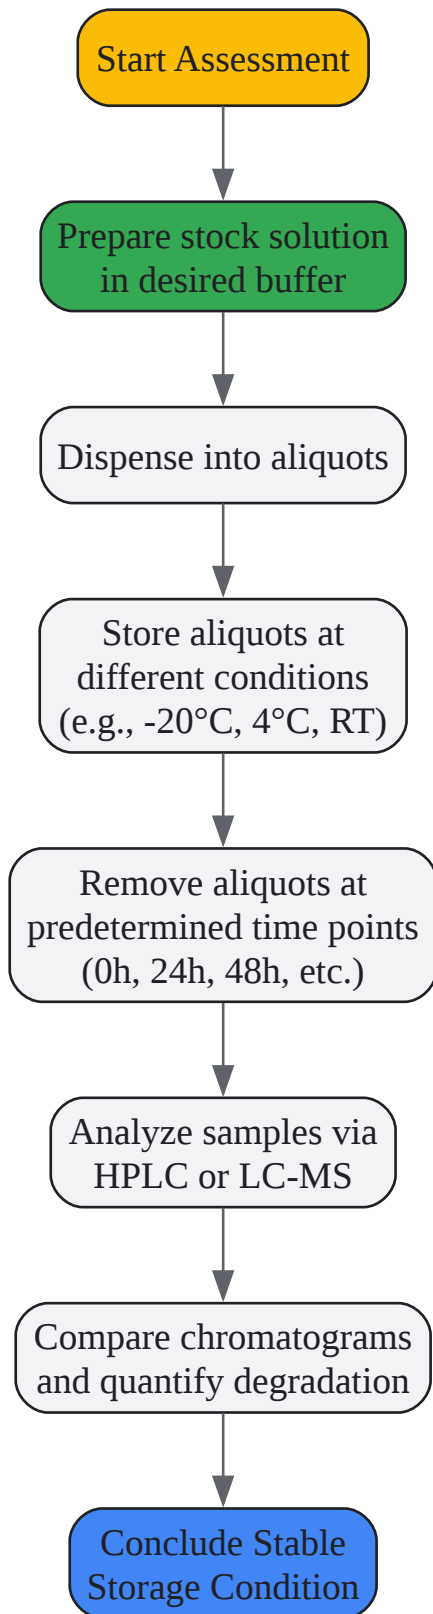 Start Assessment
Prepare stock solution
in desired buffer
Dispense into aliquots
Store aliquots at
different conditions
(e.g., -20°C, 4°C, RT)
Remove aliquots at
predetermined time points
(0h, 24h, 48h, etc.)
Analyze samples via
HPLC or LC-MS
Compare chromatograms
and quantify degradation
Conclude Stable
Storage Condition